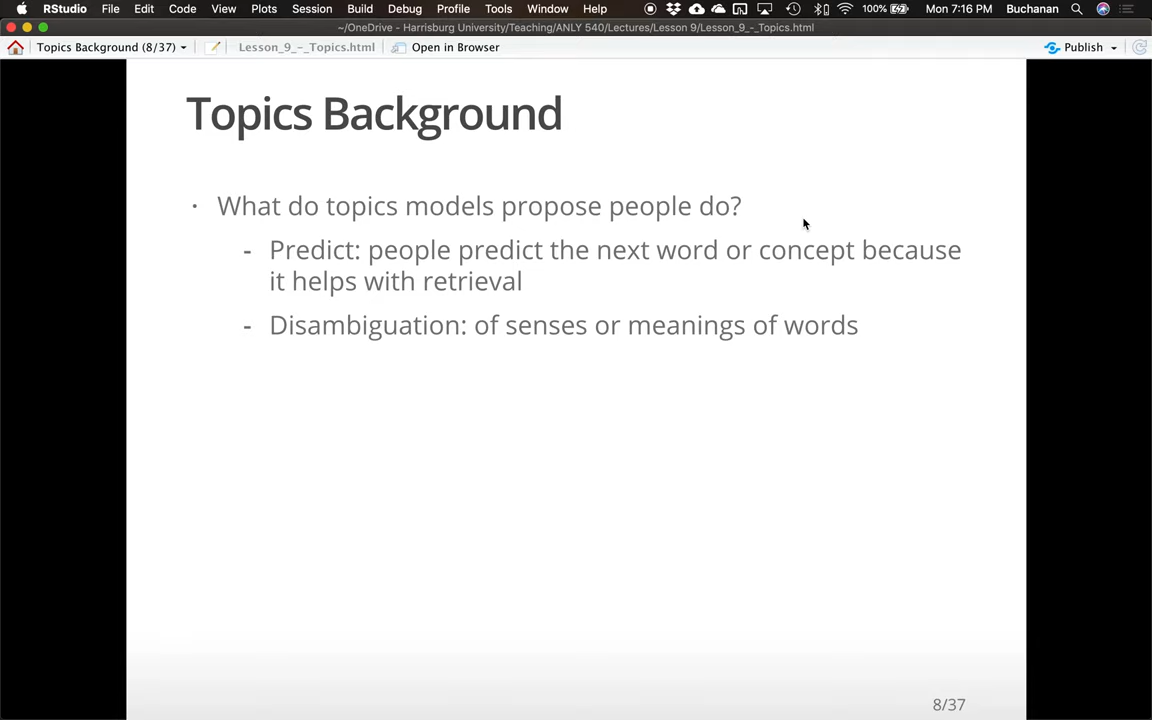 RStudio File Edit Code View Plots Session Build Debug Profile Tools Window Help 100% Mon 7:16 PM Buchanan
~/OneDrive - Harrisburg University/Teaching/ANLY 540/Lectures/Lesson 9/Lesson_9_-_Topics.html
Topics Background (8/37) Lesson_9_-_Topics.html Open in Browser Publish
Topics Background
· What do topics models propose people do?
- Predict: people predict the next word or concept because
it helps with retrieval
- Disambiguation: of senses or meanings of words
8/37